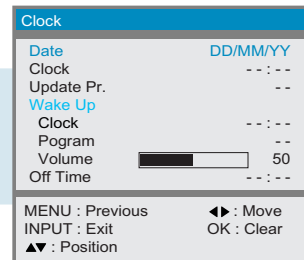 Clock
Date DD/MM/YY
Clock - - : - -
Update Pr. - -
Wake Up
Clock - - : - -
Pogram - -
Volume 50
Off Time - - : - -
MENU : Previous ◀▶ : Move
INPUT : Exit OK : Clear
▲▼ : Position